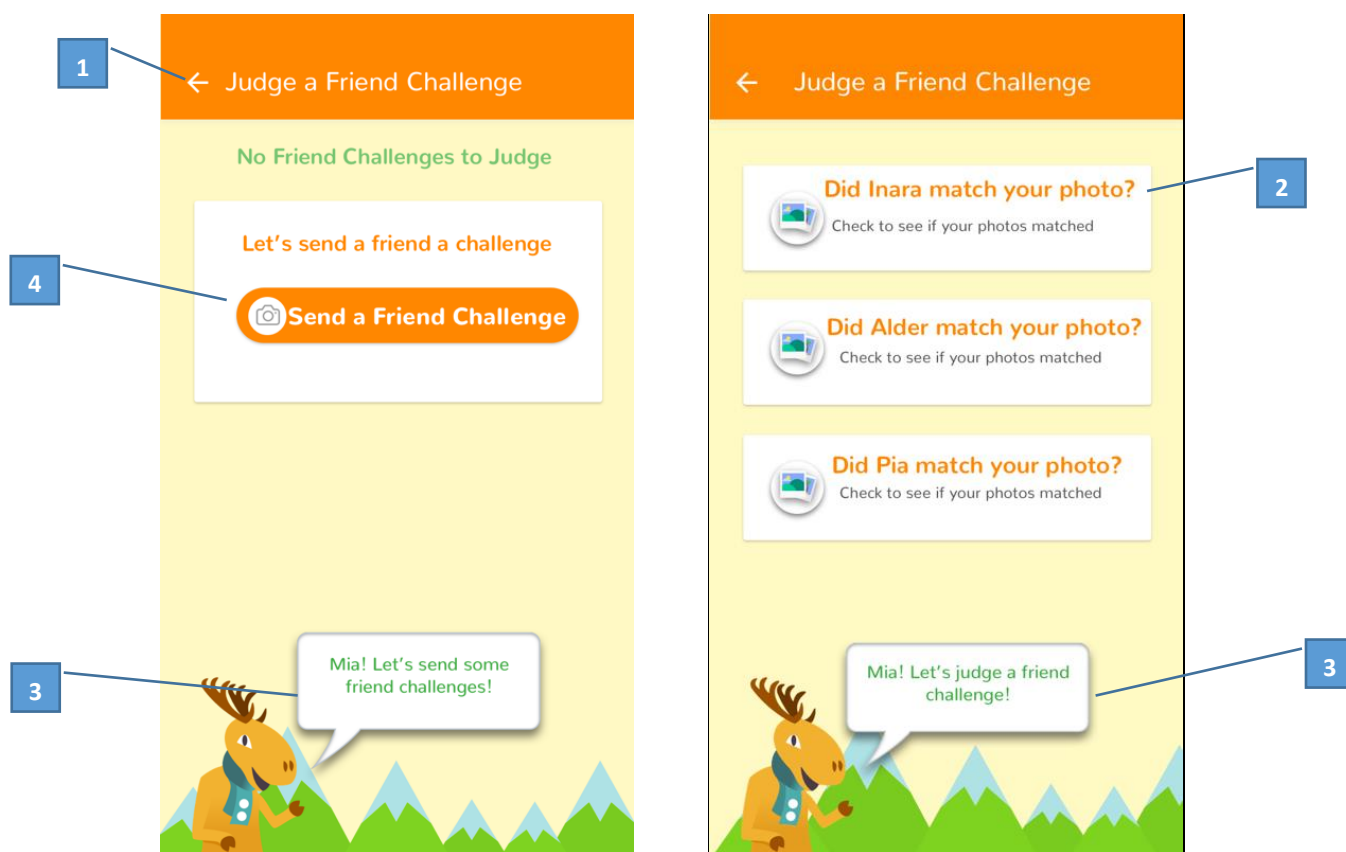 1
Judge a Friend Challenge
No Friend Challenges to Judge
Let's send a friend a challenge
4
Send a Friend Challenge
3
Mia! Let's send some
friend challenges!
Judge a Friend Challenge
Did Inara match your photo?
2
Check to see if your photos matched
Did Alder match your photo?
Check to see if your photos matched
Did Pia match your photo?
Check to see if your photos matched
Mia! Let's judge a friend
challenge!
3